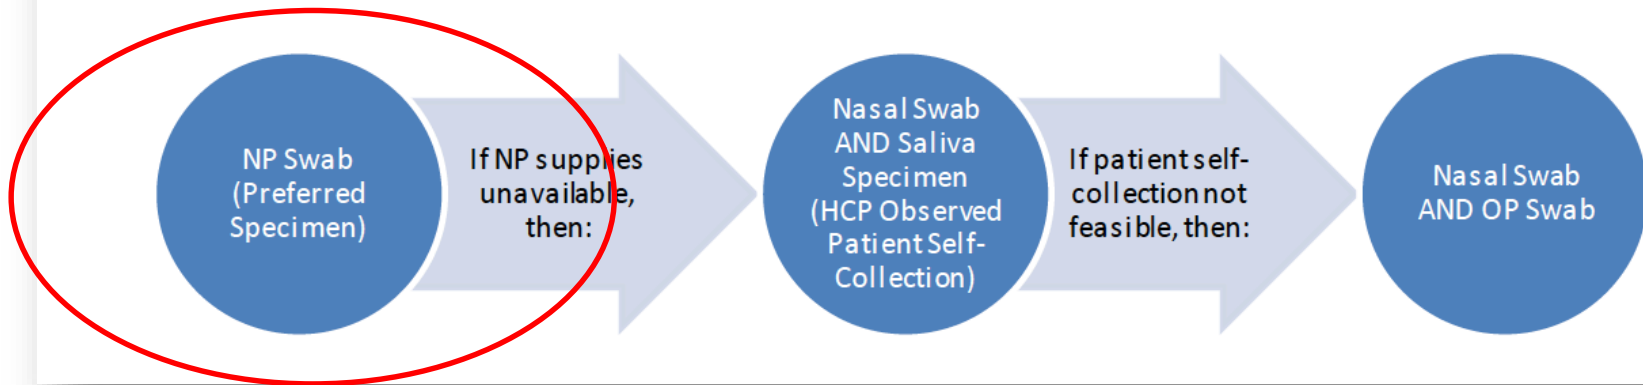 NP Swab
(Preferred
Specimen)
If NP supplies
unavailable,
then:
Nasal Swab
AND Saliva
Specimen
(HCP Observed
Patient Self-
Collection)
If patient self-
collection not
feasible, then:
Nasal Swab
AND OP Swab